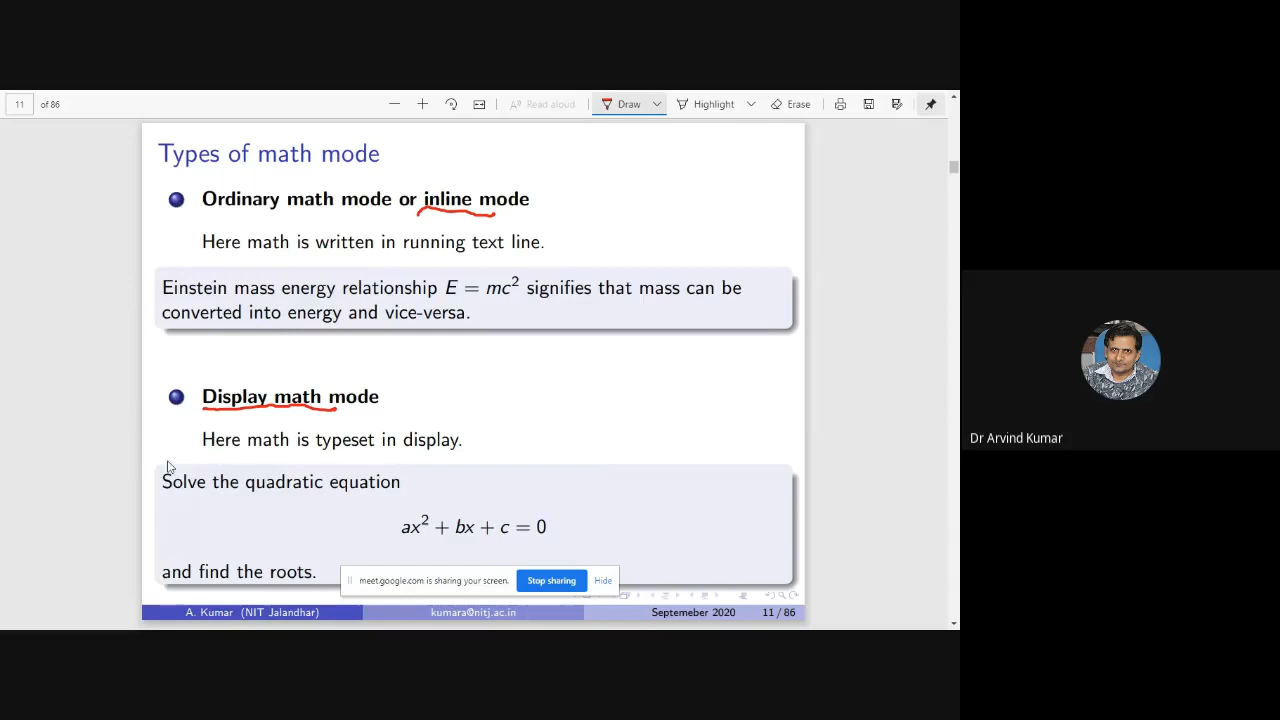 11 of 86
Read aloud Draw Highlight Erase
Types of math mode
Ordinary math mode or inline mode
Here math is written in running text line.
Einstein mass energy relationship E = mc² signifies that mass can be
converted into energy and vice-versa.
Display math mode
Here math is typeset in display.
Solve the quadratic equation
ax² + bx + c = 0
and find the roots.
meet.google.com is sharing your screen. Stop sharing Hide
A. Kumar (NIT Jalandhar) kumara@nitj.ac.in Septemeber 2020 11 / 86
Dr Arvind Kumar